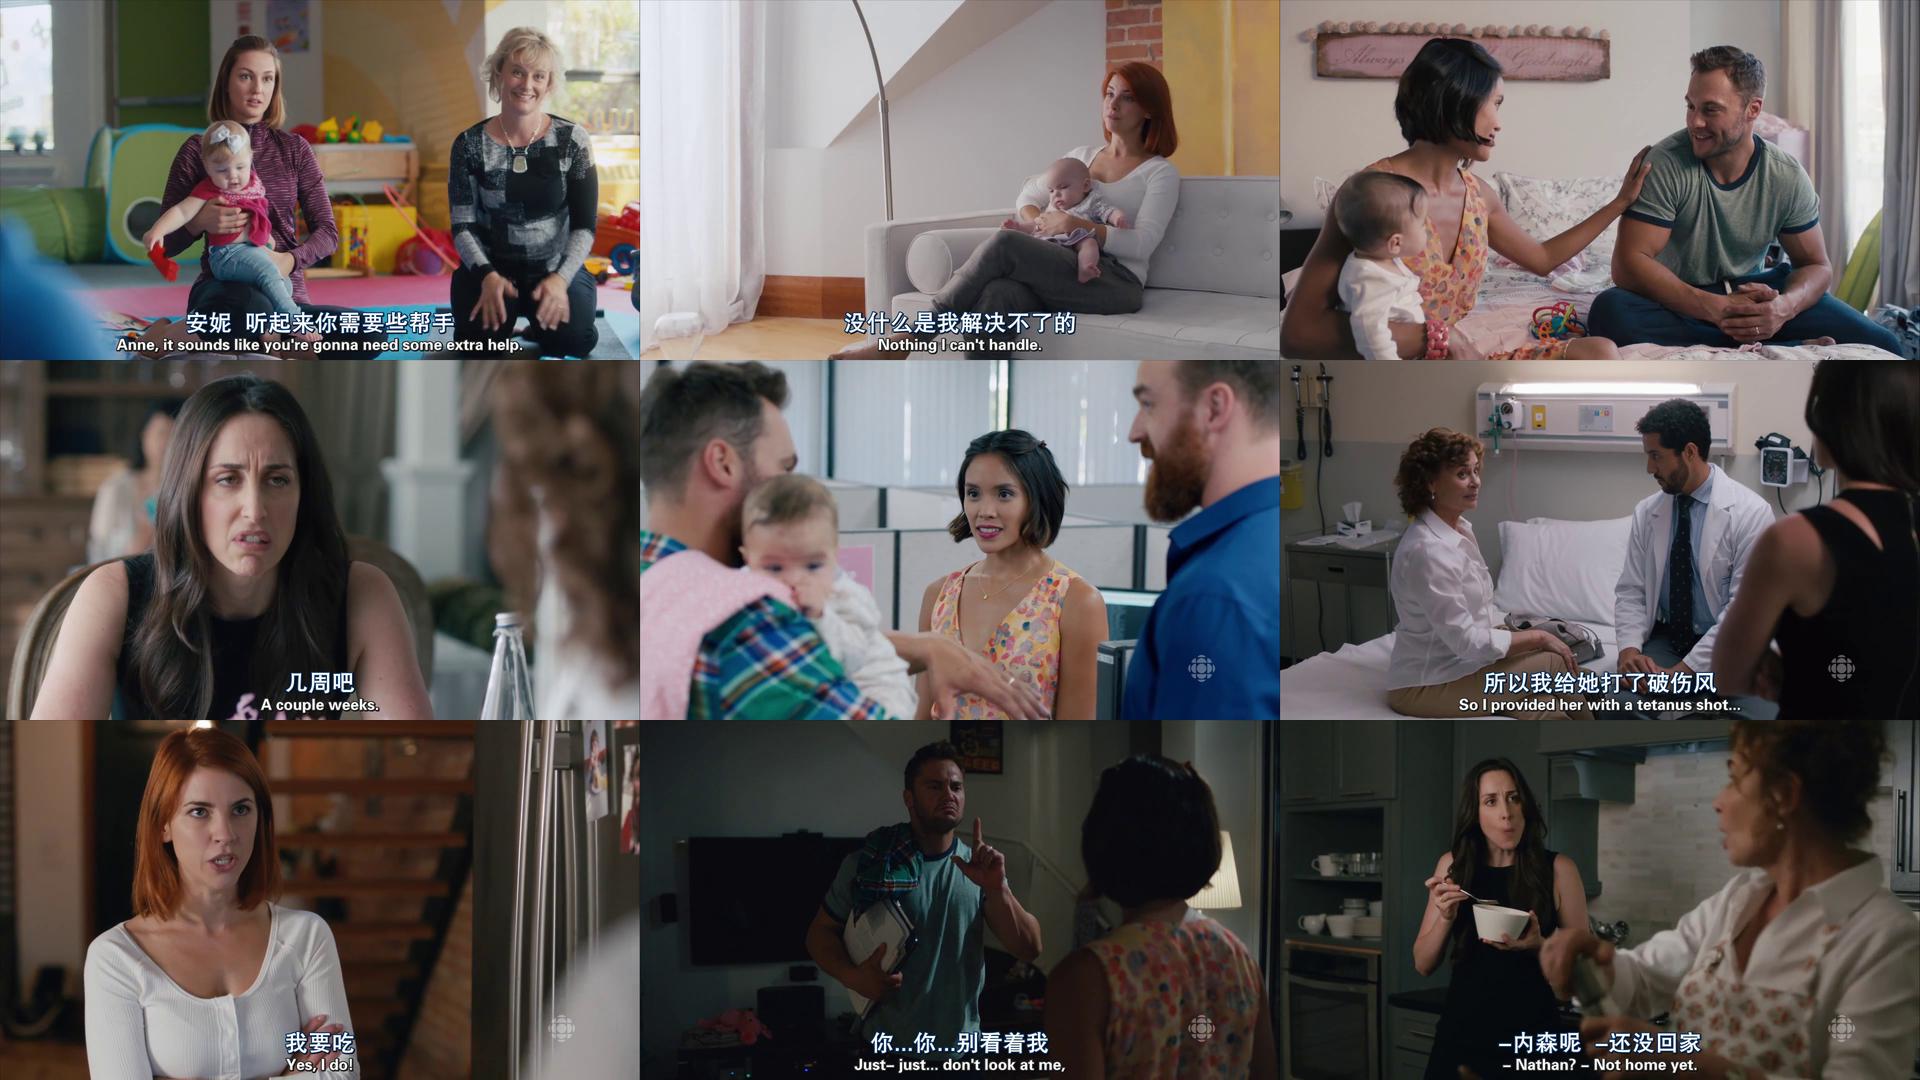 安妮 听起来你需要些帮手
Anne, it sounds like you're gonna need some extra help.
没什么是我解决不了的
Nothing I can't handle.
Always
Goodnight
几周吧
A couple weeks.
所以我给她打了破伤风
So I provided her with a tetanus shot...
我要吃
Yes, I do!
你...你...别看着我
Just– just... don't look at me,
–内森呢 –还没回家
– Nathan? – Not home yet.